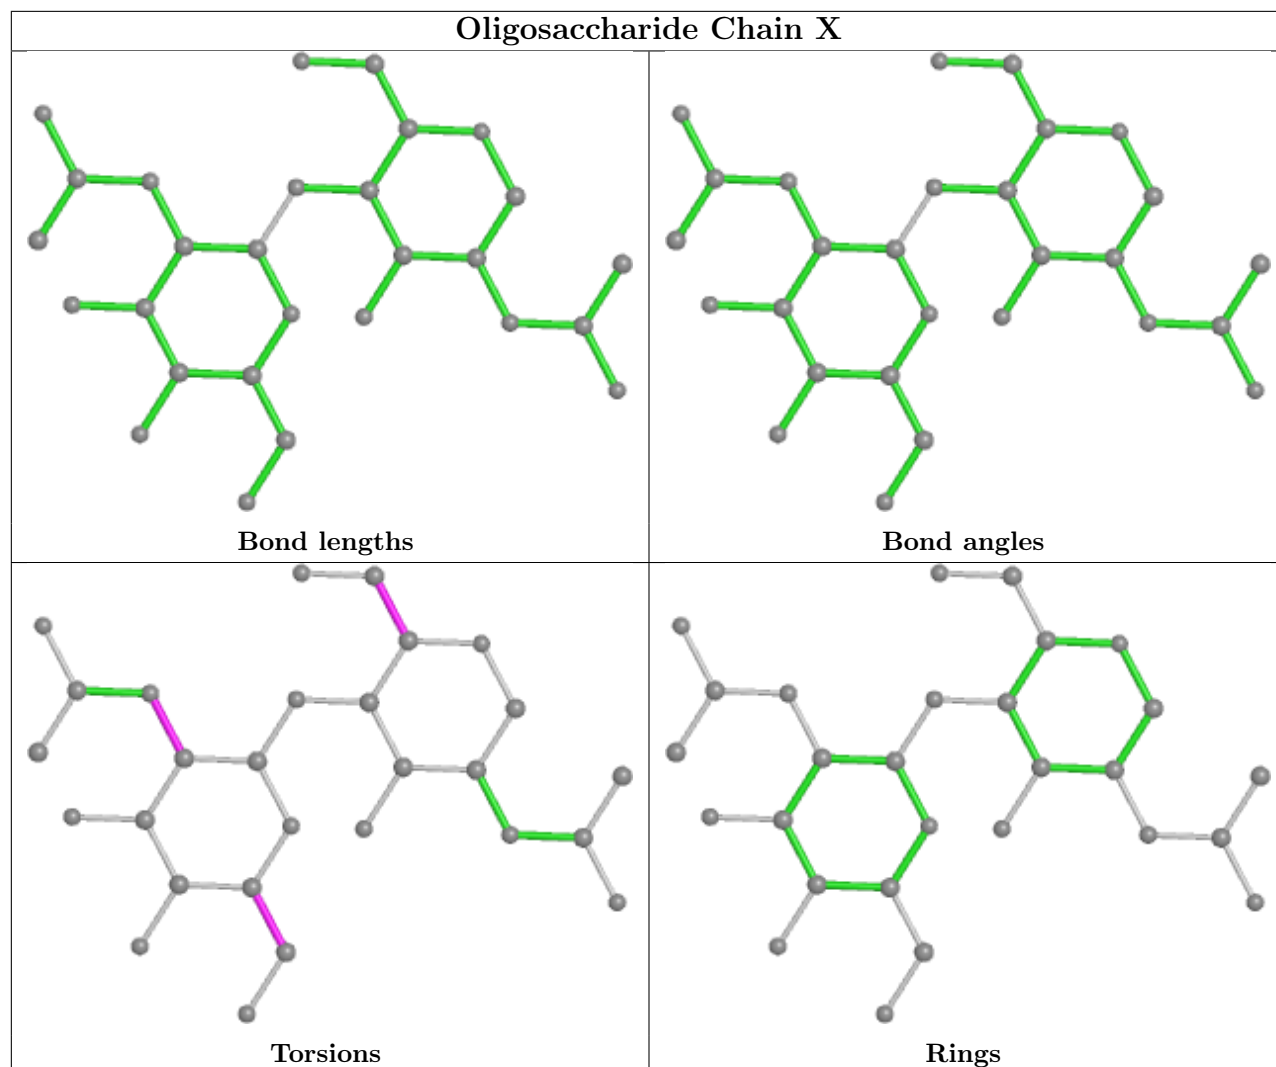 Oligosaccharide Chain X
Bond lengths
Bond angles
Torsions
Rings